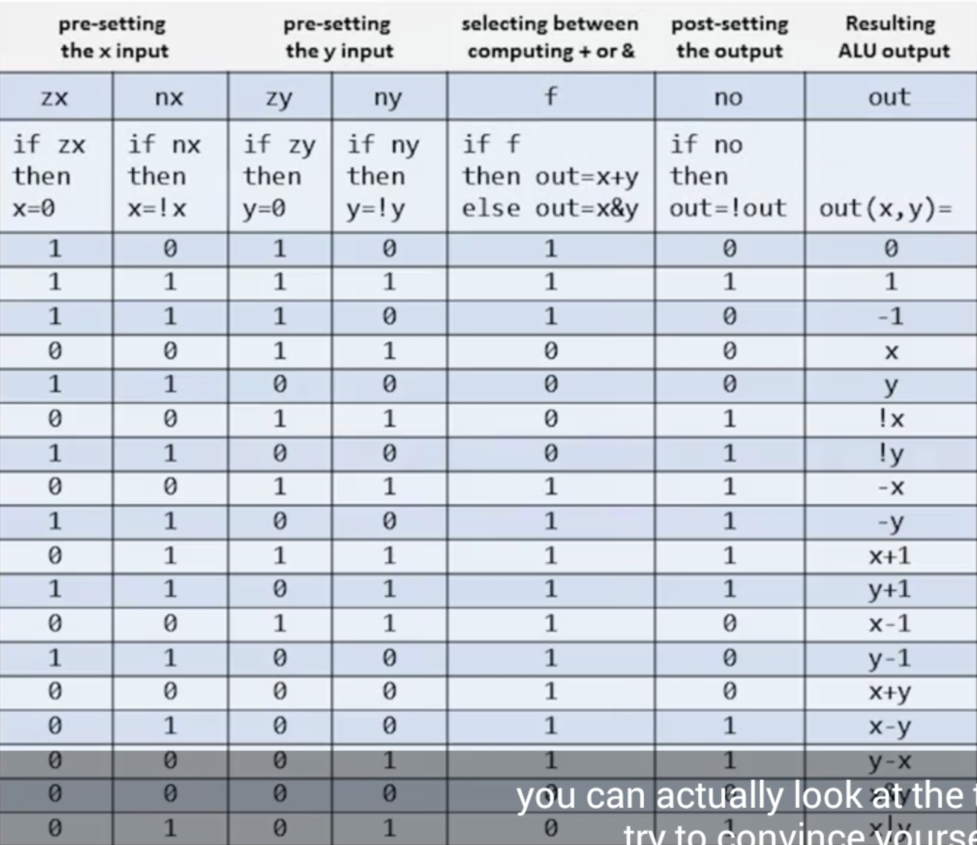 pre-setting the x input pre-setting the y input selecting between computing + or & post-setting the output Resulting ALU output
zx nx zy ny f no out
if zx then x=0 if nx then x=!x if zy then y=0 if ny then y=!y if f then out=x+y else out=x&y if no then out=!out out(x,y)=
1 0 1 0 1 0 0
1 1 1 1 1 1 1
1 1 1 0 1 0 -1
0 0 1 1 0 0 x
1 1 0 0 0 0 y
0 0 1 1 0 1 !x
1 1 0 0 0 1 !y
0 0 1 1 1 1 -x
1 1 0 0 1 1 -y
0 1 1 1 1 1 x+1
1 1 0 1 1 1 y+1
0 0 1 1 1 0 x-1
1 1 0 0 1 0 y-1
0 0 0 0 1 0 x+y
0 1 0 0 1 1 x-y
0 0 0 1 1 1 y-x
0 0 0 0
0 1 0 1 0 x|y
you can actually look at the
try to convince yourse